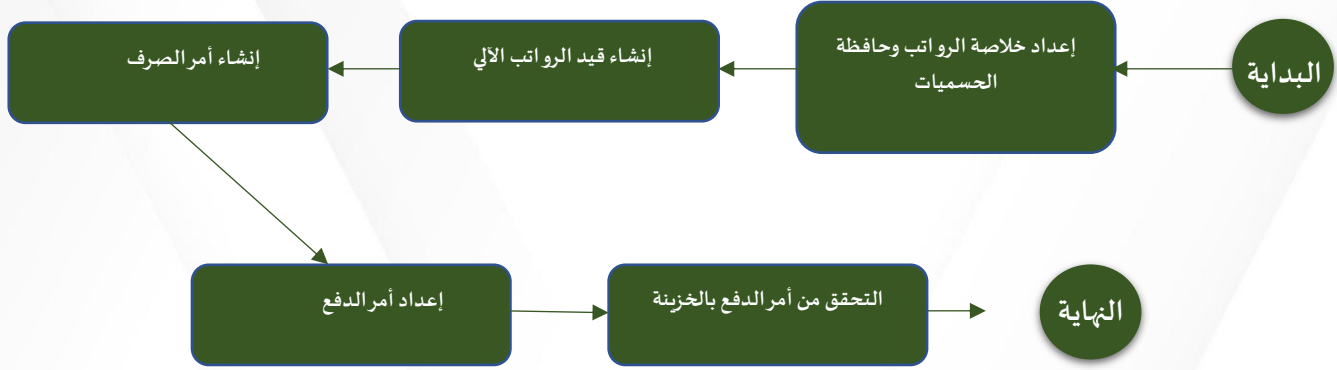 البداية
إعداد خلاصة الرواتب وحافظة
الحسميات
إنشاء قيد الرواتب الآلي
إنشاء أمر الصرف
إعداد أمر الدفع
التحقق من أمر الدفع بالخزينة
النهاية